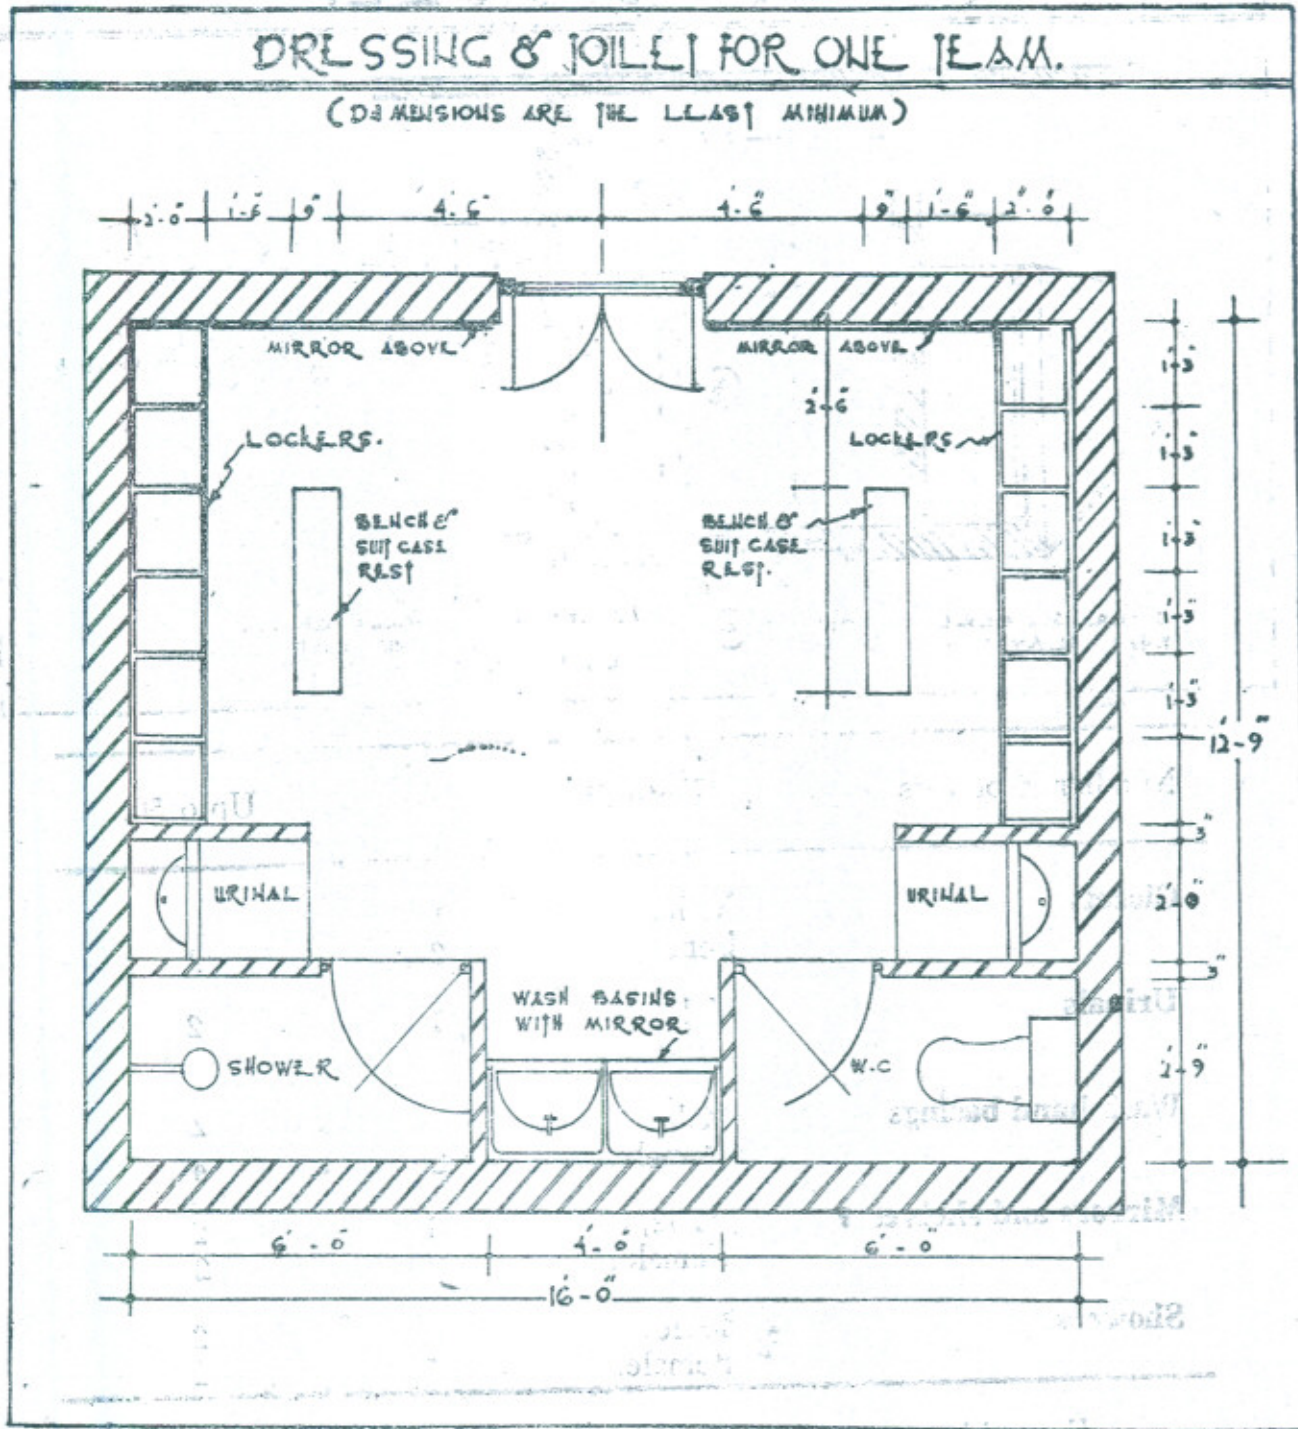 DRESSING & TOILET FOR ONE TEAM.
(DIMENSIONS ARE THE LEAST MINIMUM)
2'-0" 1'-6 9" 4'-6" 4'-6" 9" 1'-6" 2'-0"
MIRROR ABOVE
MIRROR ABOVE
1'-3"
2'-6
LOCKERS.
LOCKERS
1'-3"
BENCH &
SUIT CASE
REST
BENCH &
SUIT CASE
REST.
1'-3"
1'-3"
1'-3"
12'-9"
3"
URINAL
URINAL
2'-0"
3"
WASH BASINS
WITH MIRROR
SHOWER
W.C
2'-9"
6'-0" 4'-0" 6'-0"
16'-0"